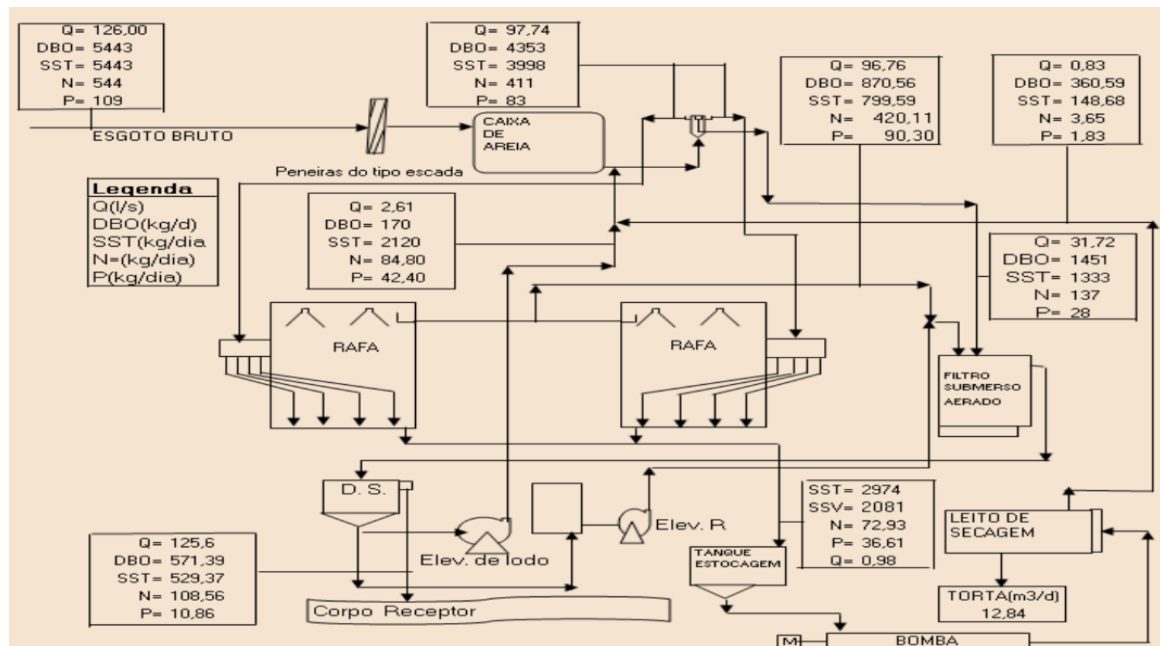 Q= 126,00
DBO= 5443
SST= 5443
N= 544
P= 109
Q= 97,74
DBO= 4353
SST= 3998
N= 411
P= 83
Q= 96,76
DBO= 870,56
SST= 799,59
N= 420,11
P= 90,30
Q= 0,83
DBO= 360,59
SST= 148,68
N= 3,65
P= 1,83
ESGOTO BRUTO
CAIXA
DE
AREIA
Peneiras do tipo escada
Legenda
Q(l/s)
DBO(kg/d)
SST(kg/dia
N=(kg/dia)
P(kg/dia)
Q= 2,61
DBO= 170
SST= 2120
N= 84,80
P= 42,40
Q= 31,72
DBO= 1451
SST= 1333
N= 137
P= 28
RAFA
RAFA
FILTRO
SUBMERSO
AERADO
D. S.
Elev. de lodo
Elev. R
SST= 2974
SSV= 2081
N= 72,93
P= 36,61
Q= 0,98
LEITO DE
SECAGEM
TANQUE
ESTOCAGEM
Q= 125,6
DBO= 571,39
SST= 529,37
N= 108,56
P= 10,86
Corpo Receptor
TORTA(m3/d)
12,84
M
BOMBA